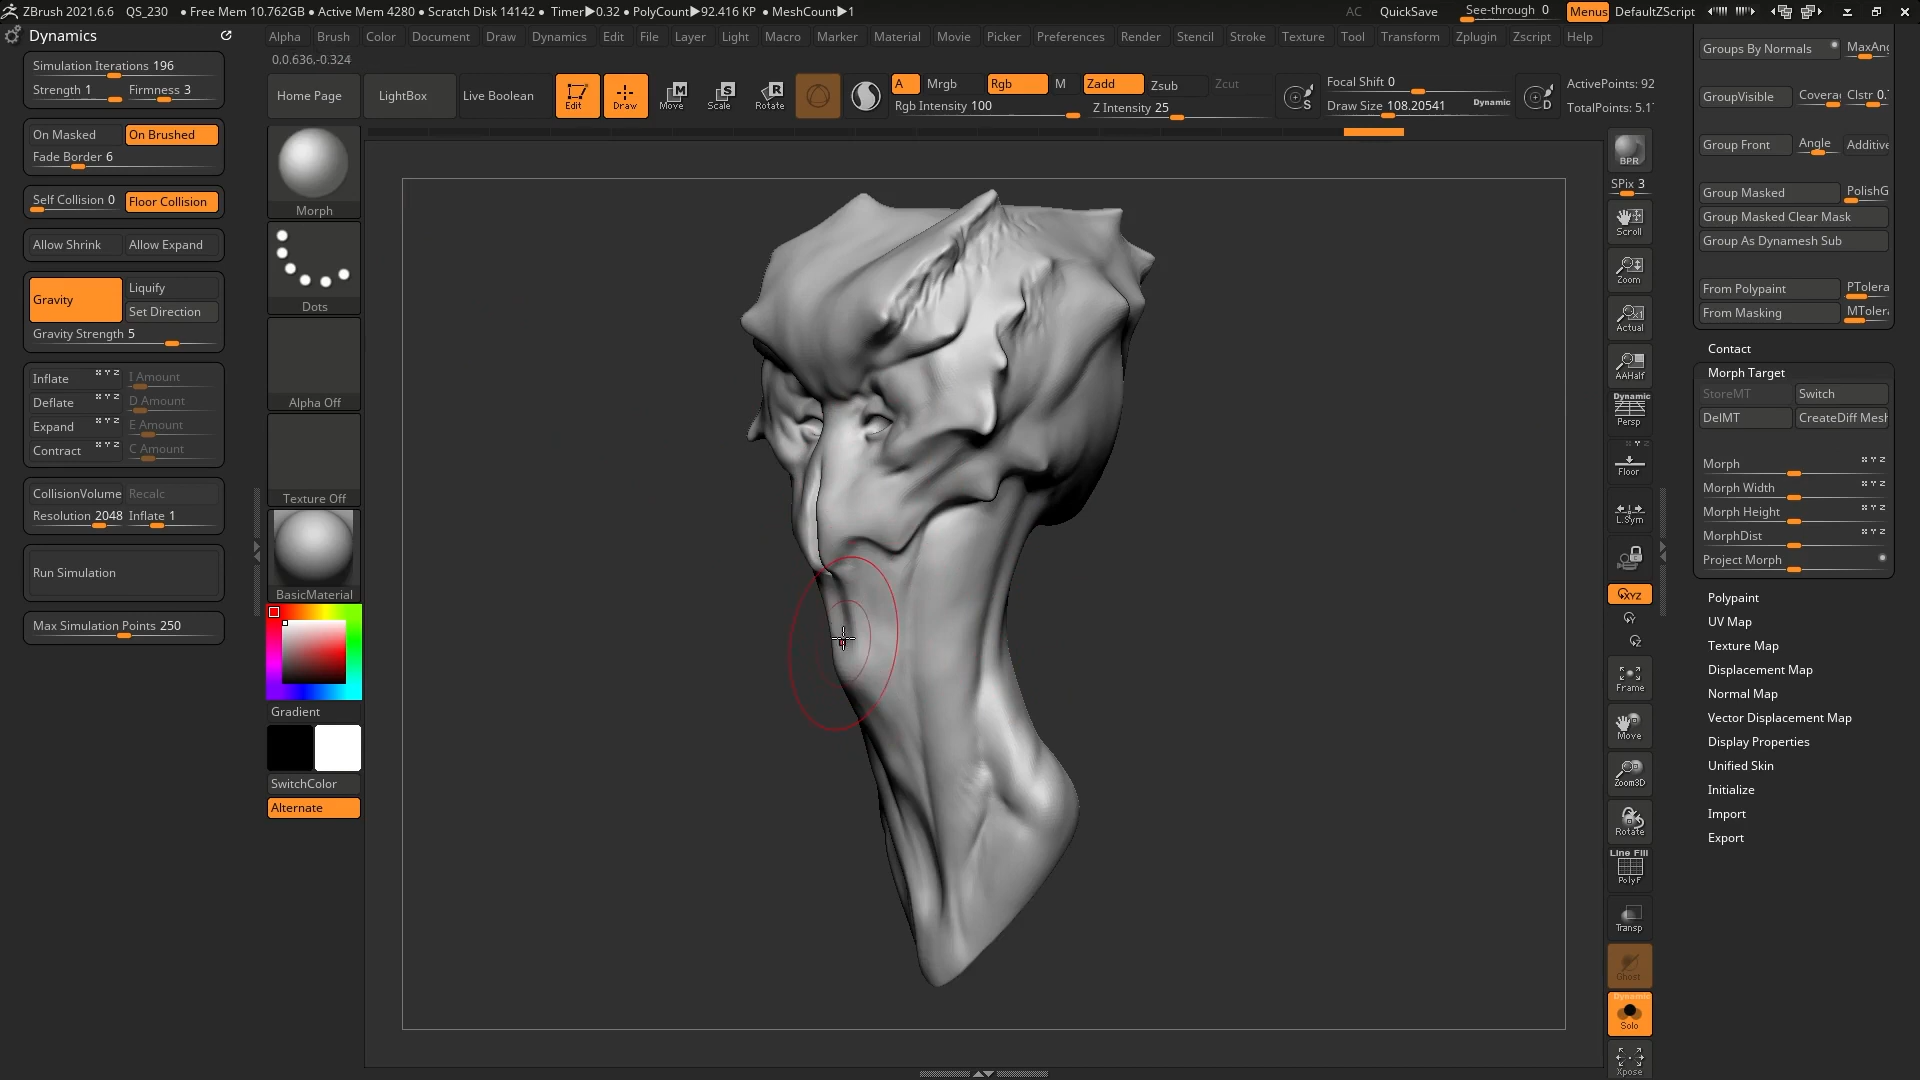 ZBrush 2021.6.6 QS_230 ● Free Mem 10.762GB ● Active Mem 4280 ● Scratch Disk 14142 ● Timer▶0.32 ● PolyCount▶92.416 KP ● MeshCount▶1 AC QuickSave See-through 0 Menus DefaultZScript
Dynamics
Alpha Brush Color Document Draw Dynamics Edit File Layer Light Macro Marker Material Movie Picker Preferences Render Stencil Stroke Texture Tool Transform Zplugin Zscript Help
0.0.636,-0.324
Simulation Iterations 196
Strength 1 Firmness 3
On Masked On Brushed
Fade Border 6
Self Collision 0 Floor Collision
Allow Shrink Allow Expand
Gravity Liquify
Set Direction
Gravity Strength 5
Inflate X Y Z I Amount
Deflate X Y Z D Amount
Expand X Y Z E Amount
Contract X Y Z C Amount
CollisionVolume Recalc
Resolution 2048 Inflate 1
Run Simulation
Max Simulation Points 250
Home Page LightBox Live Boolean
Edit Draw Move Scale Rotate
M S R
A Mrgb Rgb M Zadd Zsub Zcut
Rgb Intensity 100 Z Intensity 25
S
Focal Shift 0
Draw Size 108.20541 Dynamic
D
ActivePoints: 92
TotalPoints: 5.1
Morph
Dots
Alpha Off
Texture Off
BasicMaterial
Gradient
SwitchColor
Alternate
BPR
SPix 3
Scroll
Zoom
Actual
AAHalf
Dynamic
Persp
Floor
L.Sym
XYZ
Frame
Move
Zoom3D
Rotate
Line Fill
PolyF
Transp
Ghost
Dynamic
Solo
Xpose
Groups By Normals MaxAng
GroupVisible Covera Clstr 0.
Group Front Angle Additive
Group Masked PolishG
Group Masked Clear Mask
Group As Dynamesh Sub
From Polypaint PTolera
From Masking MTolera
Contact
Morph Target
StoreMT Switch
DelMT CreateDiff Mesh
Morph X Y Z
Morph Width X Y Z
Morph Height X Y Z
MorphDist X Y Z
Project Morph
Polypaint
UV Map
Texture Map
Displacement Map
Normal Map
Vector Displacement Map
Display Properties
Unified Skin
Initialize
Import
Export